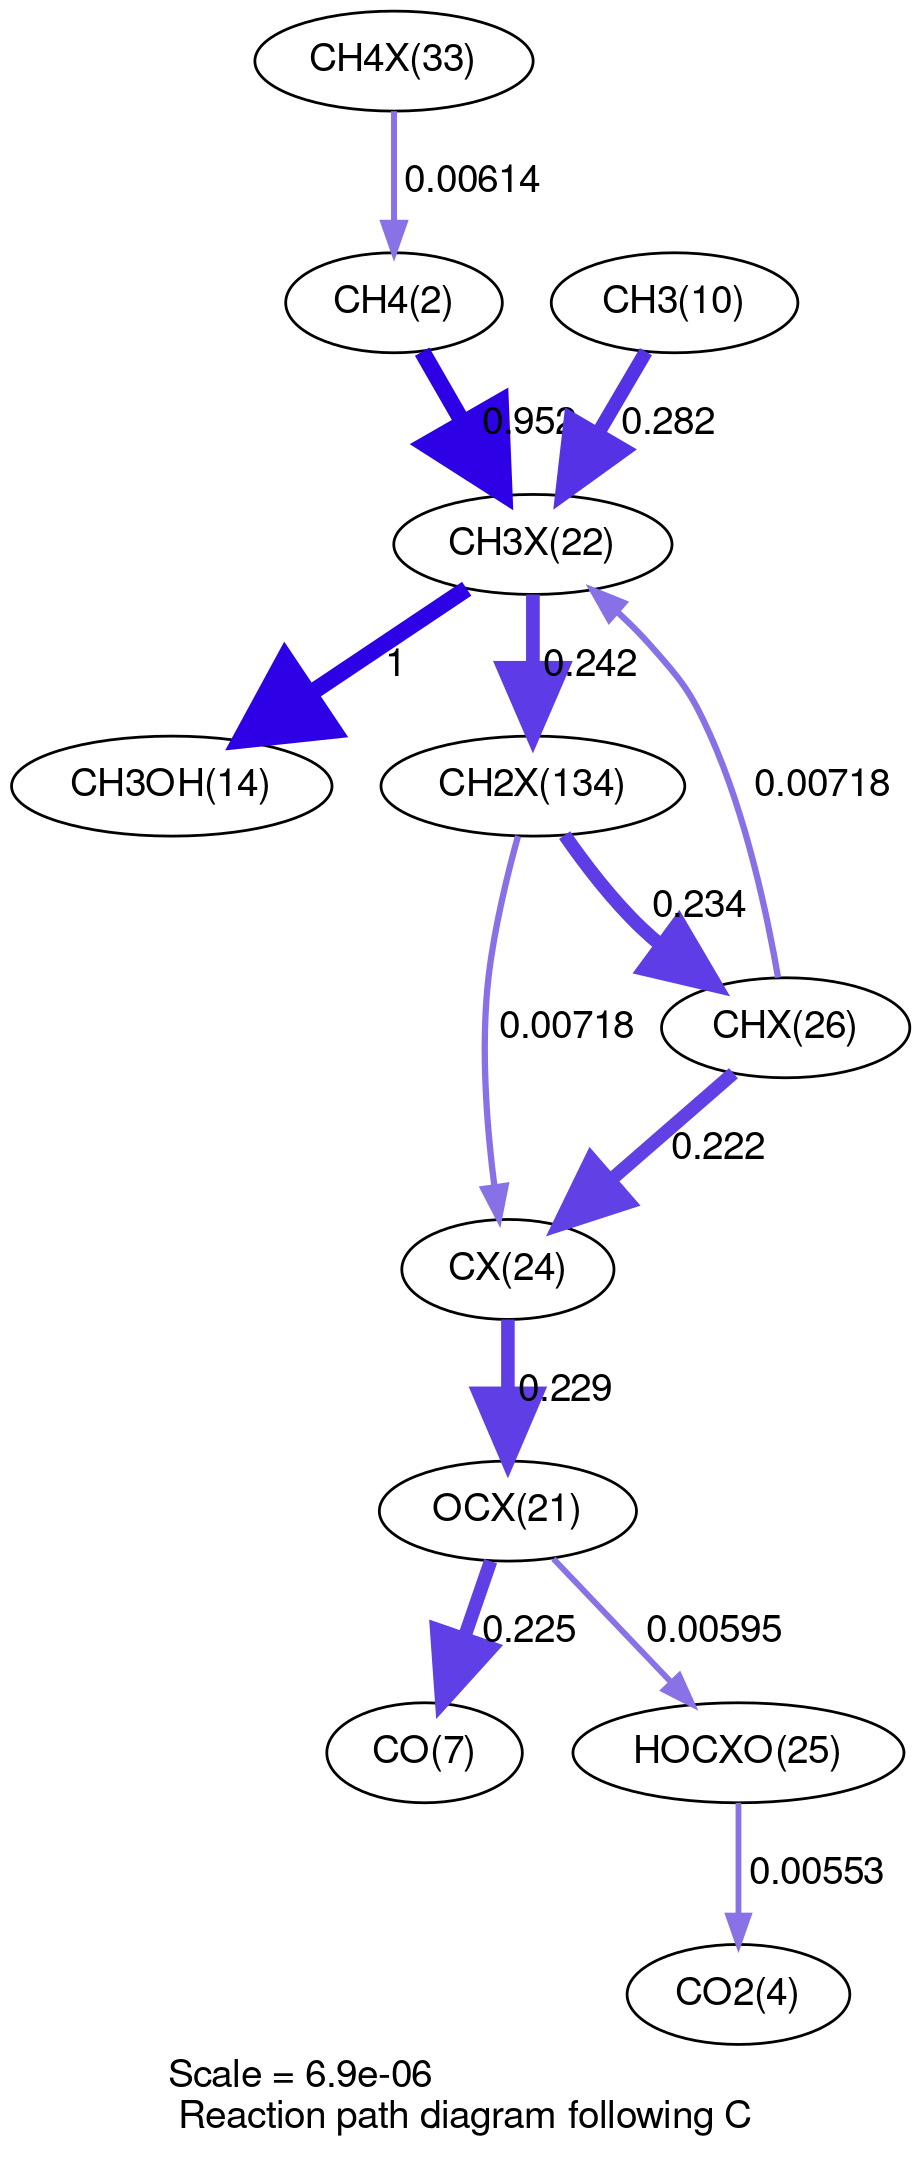 CH4X(33)
0.00614
CH4(2)
CH3(10)
0.952
0.282
CH3X(22)
1
0.242
0.00718
CH3OH(14)
CH2X(134)
0.234
0.00718
CHX(26)
0.222
CX(24)
0.229
OCX(21)
0.225
0.00595
CO(7)
HOCXO(25)
0.00553
CO2(4)
Scale = 6.9e-06
Reaction path diagram following C